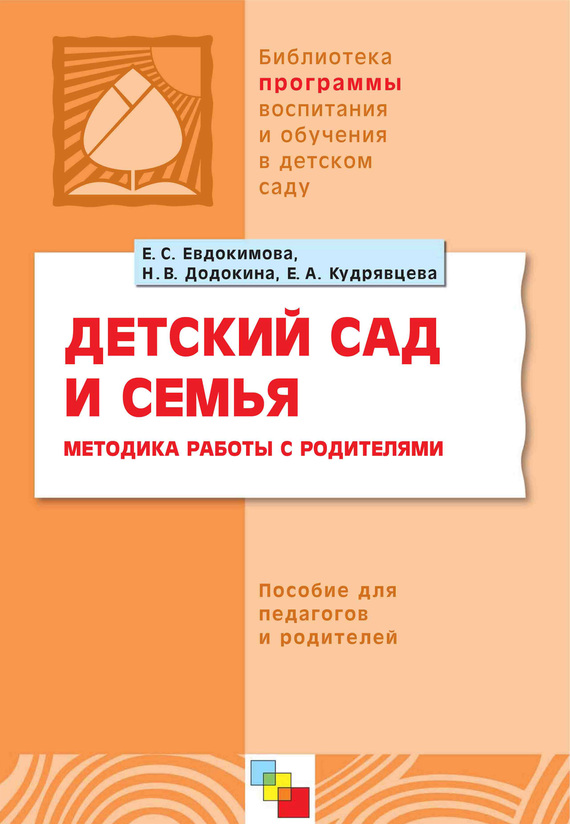 Библиотека
программы
воспитания
и обучения
в детском
саду
Е. С. Евдокимова,
Н. В. Додокина, Е. А. Кудрявцева
ДЕТСКИЙ САД
И СЕМЬЯ
МЕТОДИКА РАБОТЫ С РОДИТЕЛЯМИ
Пособие для
педагогов
и родителей